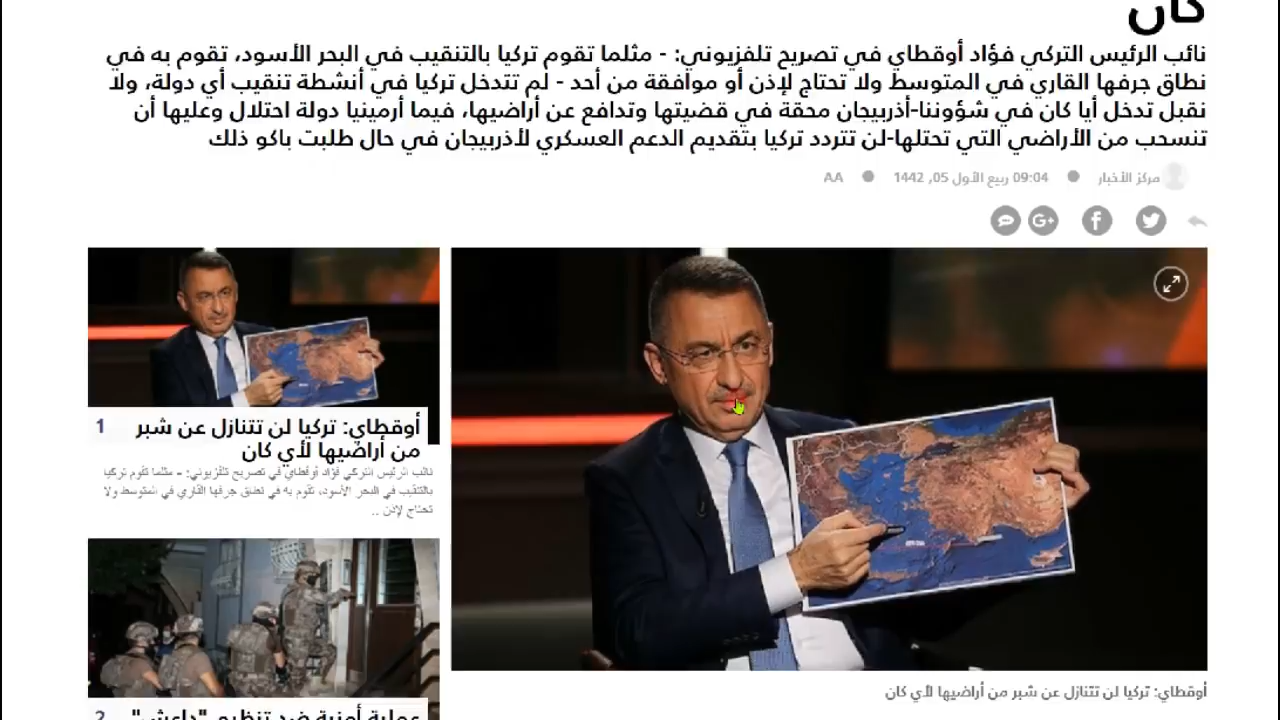 كان
نائب الرئيس التركي فؤاد أوقطاي في تصريح تلفزيوني: - مثلما تقوم تركيا بالتنقيب في البحر الأسود، تقوم به في
نطاق جرفها القاري في المتوسط ولا تحتاج لإذن أو موافقة من أحد - لم تتدخل تركيا في أنشطة تنقيب أي دولة، ولا
نقبل تدخل أيا كان في شؤوننا-أذربيجان محقة في قضيتها وتدافع عن أراضيها، فيما أرمينيا دولة احتلال وعليها أن
تنسحب من الأراضي التي تحتلها-لن تتردد تركيا بتقديم الدعم العسكري لأذربيجان في حال طلبت باكو ذلك
مركز الأخبار ● 09:04 ربيع الأول 05, 1442 ● AA
G+
أوقطاي: تركيا لن تتنازل عن شبر من أراضيها لأي كان
1
أوقطاي: تركيا لن تتنازل عن شبر
من أراضيها لأي كان
نائب الرئيس التركي فؤاد أوقطاي في تصريح تلفزيوني: - مثلما تقوم تركيا
بالتنقيب في البحر الأسود، تقوم به في نطاق جرفها القاري في المتوسط ولا
تحتاج لإذن ..
2
عملية أمنية ضد تنظيم "داعش"